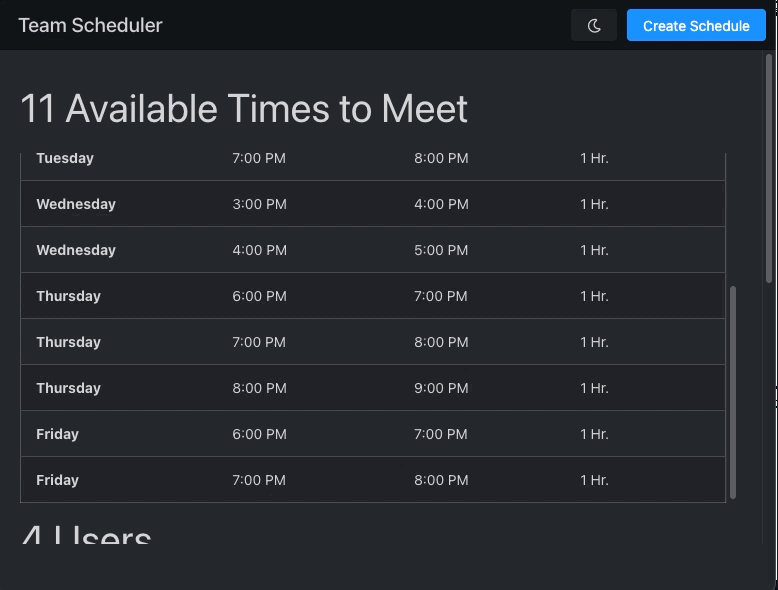 Team Scheduler
Create Schedule
11 Available Times to Meet
Tuesday 7:00 PM 8:00 PM 1 Hr.
Wednesday 3:00 PM 4:00 PM 1 Hr.
Wednesday 4:00 PM 5:00 PM 1 Hr.
Thursday 6:00 PM 7:00 PM 1 Hr.
Thursday 7:00 PM 8:00 PM 1 Hr.
Thursday 8:00 PM 9:00 PM 1 Hr.
Friday 6:00 PM 7:00 PM 1 Hr.
Friday 7:00 PM 8:00 PM 1 Hr.
4 Users